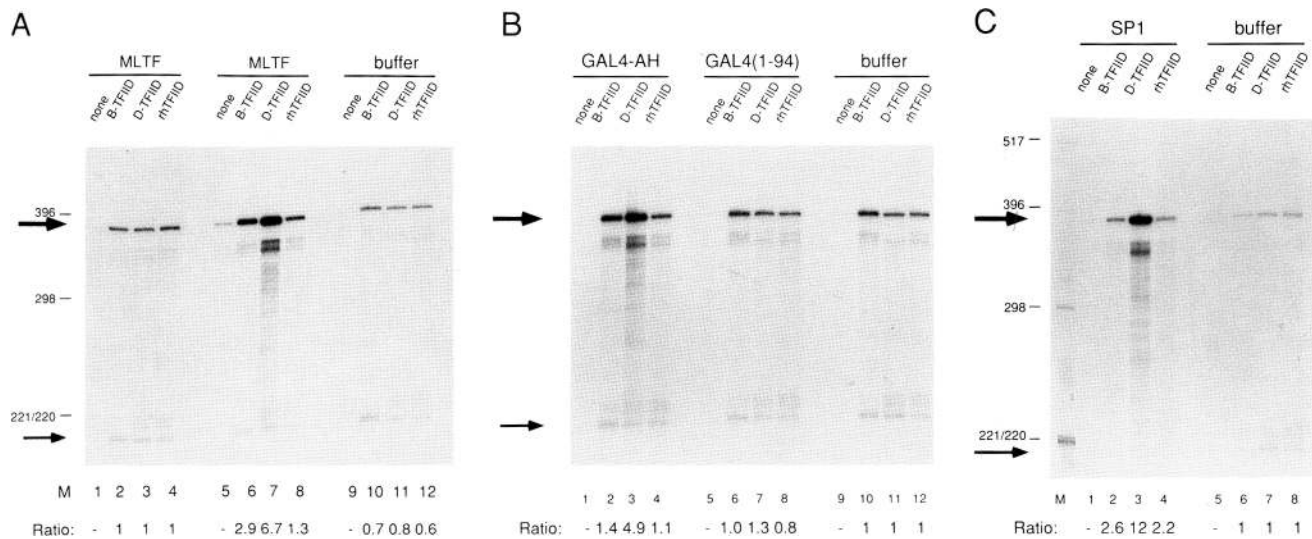 A
MLTF MLTF buffer
none B-TFIID D-TFIID rhTFIID none B-TFIID D-TFIID rhTFIID none B-TFIID D-TFIID rhTFIID
396
298
221/220
M 1 2 3 4 5 6 7 8 9 10 11 12
Ratio: - 1 1 1 - 2.9 6.7 1.3 - 0.7 0.8 0.6
B
GAL4-AH GAL4(1-94) buffer
none B-TFIID D-TFIID rhTFIID none B-TFIID D-TFIID rhTFIID none B-TFIID D-TFIID rhTFIID
1 2 3 4 5 6 7 8 9 10 11 12
Ratio: - 1.4 4.9 1.1 - 1.0 1.3 0.8 - 1 1 1
C
SP1 buffer
none B-TFIID D-TFIID rhTFIID none B-TFIID D-TFIID rhTFIID
517
396
298
221/220
M 1 2 3 4 5 6 7 8
Ratio: - 2.6 12 2.2 - 1 1 1